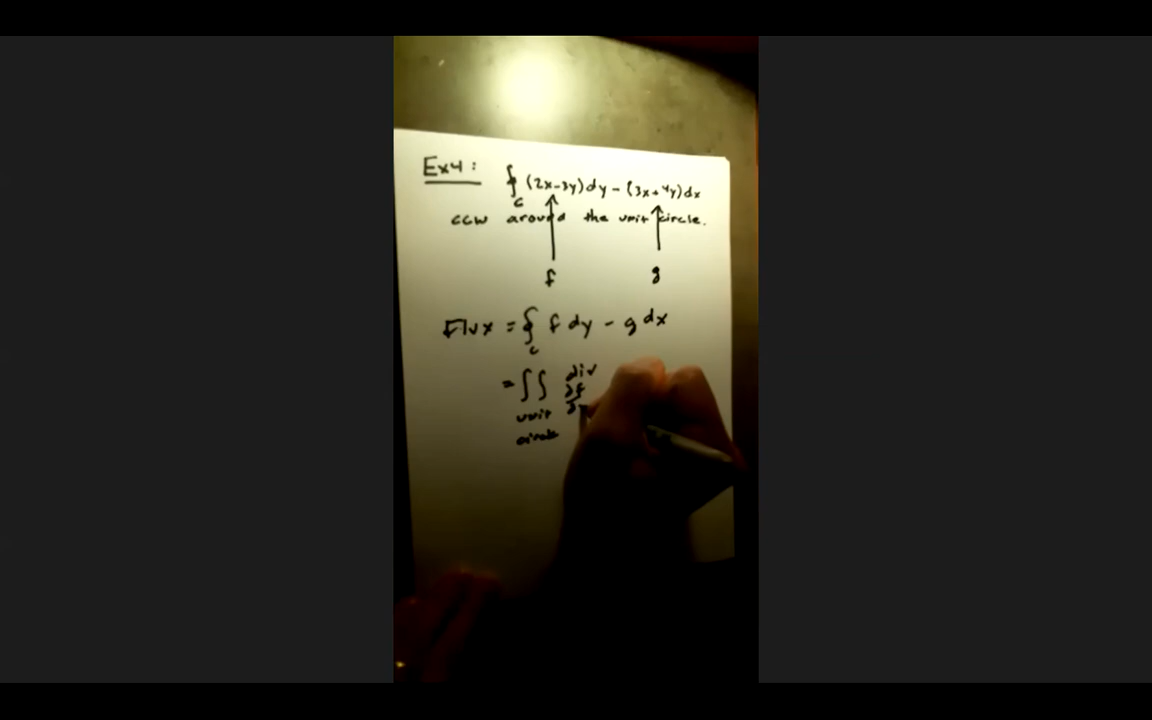 Ex4: ∮ (2x-3y)dy - (3x+4y)dx
c
ccw around the unit circle.
f g
Flux = ∮ f dy - g dx
c
= ∫∫ div
∂f
unit
circle